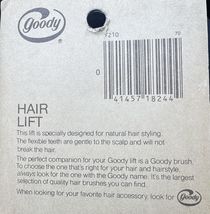 Goody
210 70
0
41457 18244
HAIR
LIFT
This lift is specially designed for natural hair styling.
The flexible teeth are gentle to the scalp and will not
break the hair.
The perfect companion for your Goody lift is a Goody brush.
To choose the one that's right for your hair and hairstyle,
always look for the one with the Goody name. It's the largest
selection of quality hair brushes you can find.
When looking for your favorite hair accessory, look for Goody